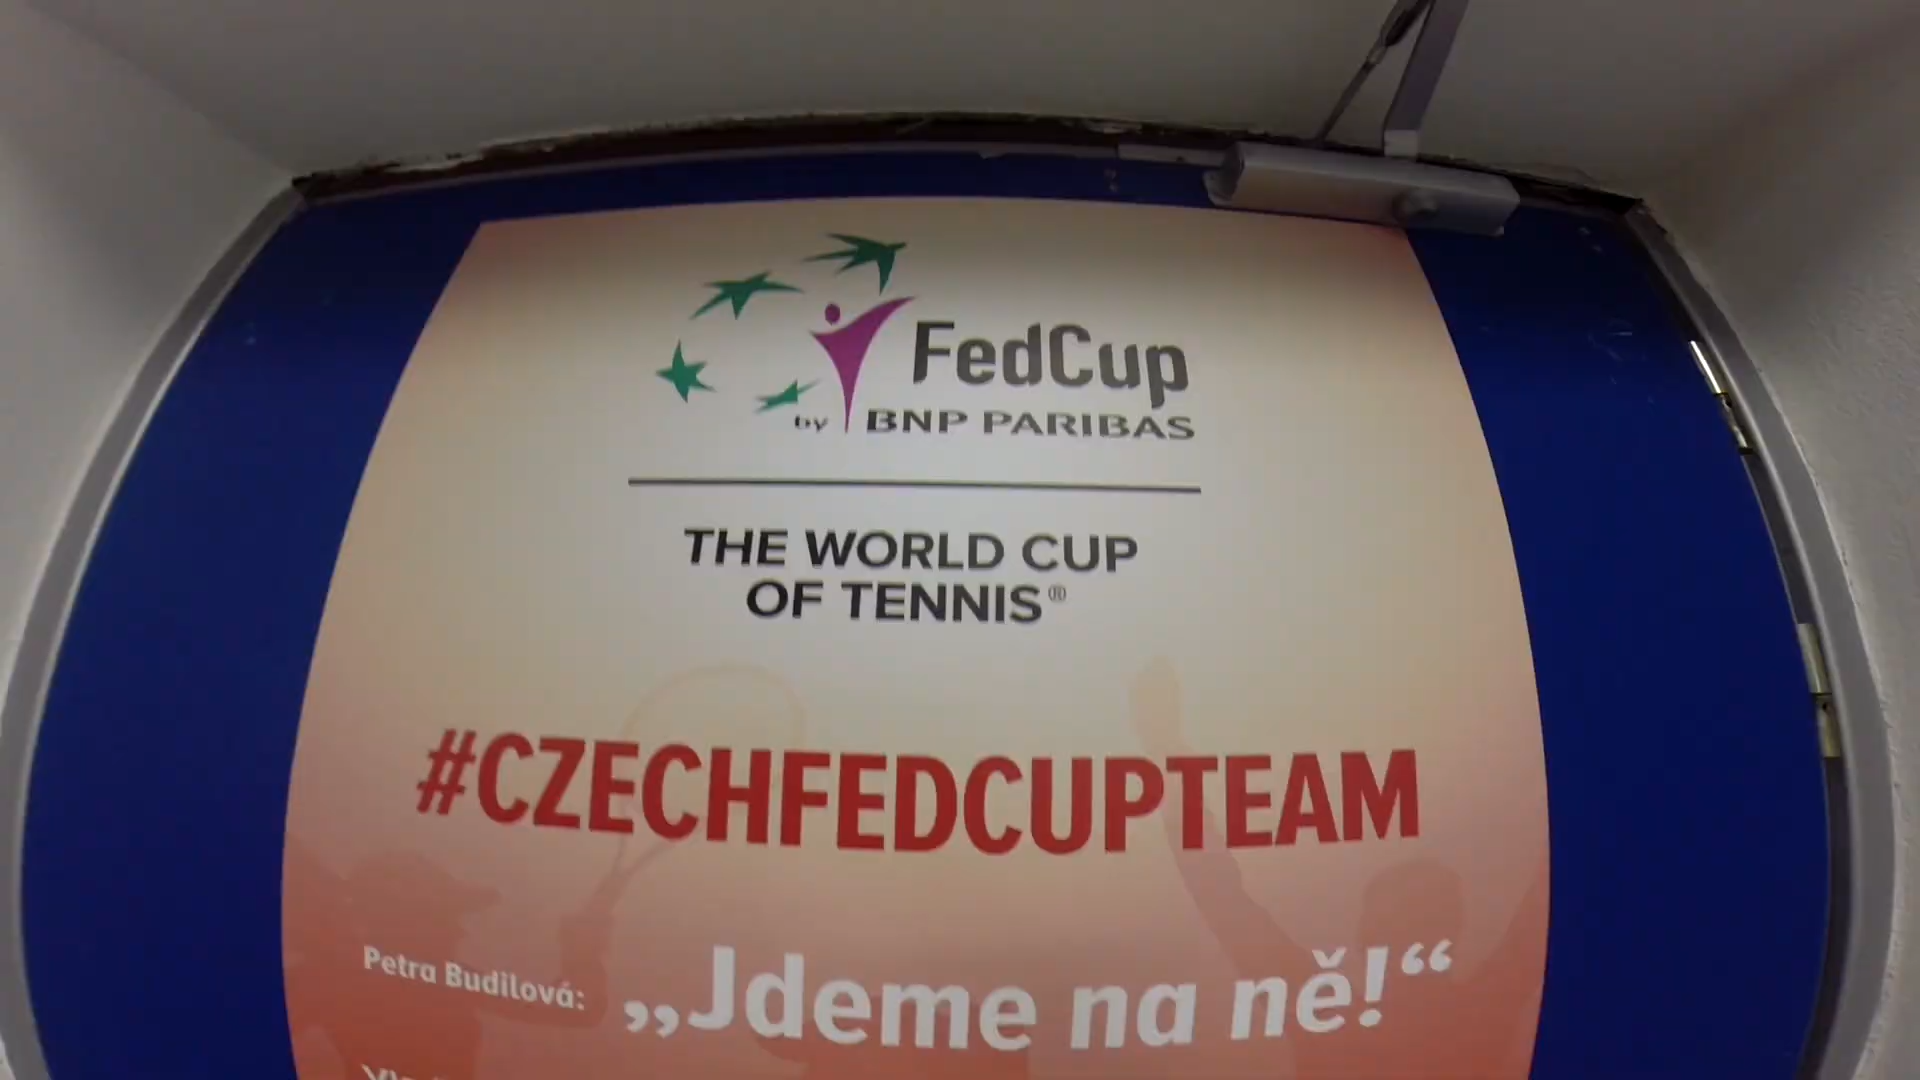 FedCup
by BNP PARIBAS
THE WORLD CUP
OF TENNIS®
#CZECHFEDCUPTEAM
Petra Budilová: „Jdeme na ně!“